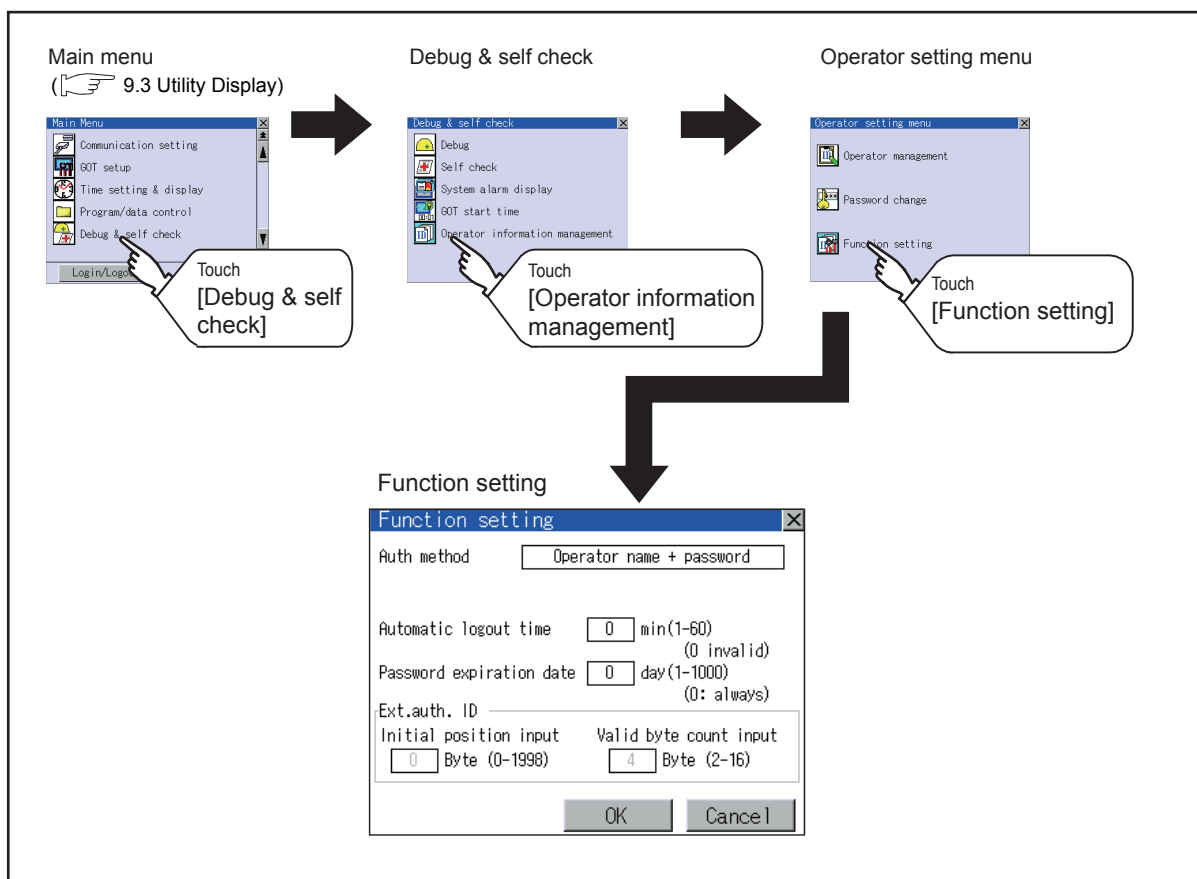 Main menu
( 9.3 Utility Display)
Main Menu
Communication setting
GOT setup
Time setting & display
Program/data control
Debug & self check
Login/Logo
Touch
[Debug & self
check]
Debug & self check
Debug & self check
Debug
Self check
System alarm display
GOT start time
Operator information management
Touch
[Operator information
management]
Operator setting menu
Operator setting menu
Operator management
Password change
Function setting
Touch
[Function setting]
Function setting
Function setting
Auth method Operator name + password
Automatic logout time 0 min(1-60)
(0 invalid)
Password expiration date 0 day(1-1000)
(0: always)
Ext.auth. ID
Initial position input Valid byte count input
0 Byte (0-1998) 4 Byte (2-16)
OK Cancel